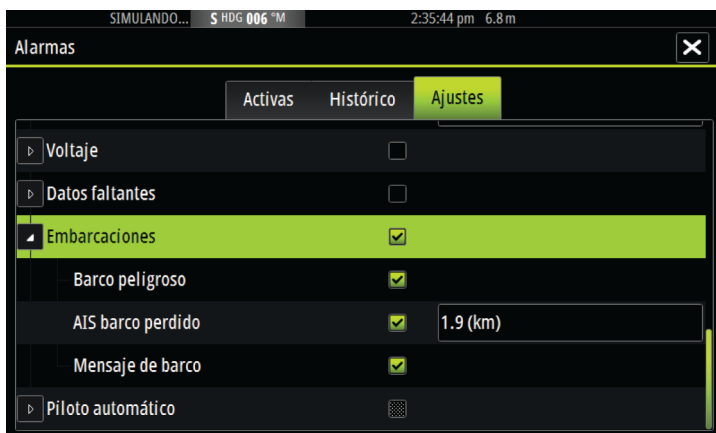 SIMULANDO... S HDG 006 °M 2:35:44 pm 6.8 m
Alarmas
Activas Histórico Ajustes
Voltaje
Datos faltantes
Embarcaciones
Barco peligroso
AIS barco perdido 1.9 (km)
Mensaje de barco
Piloto automático